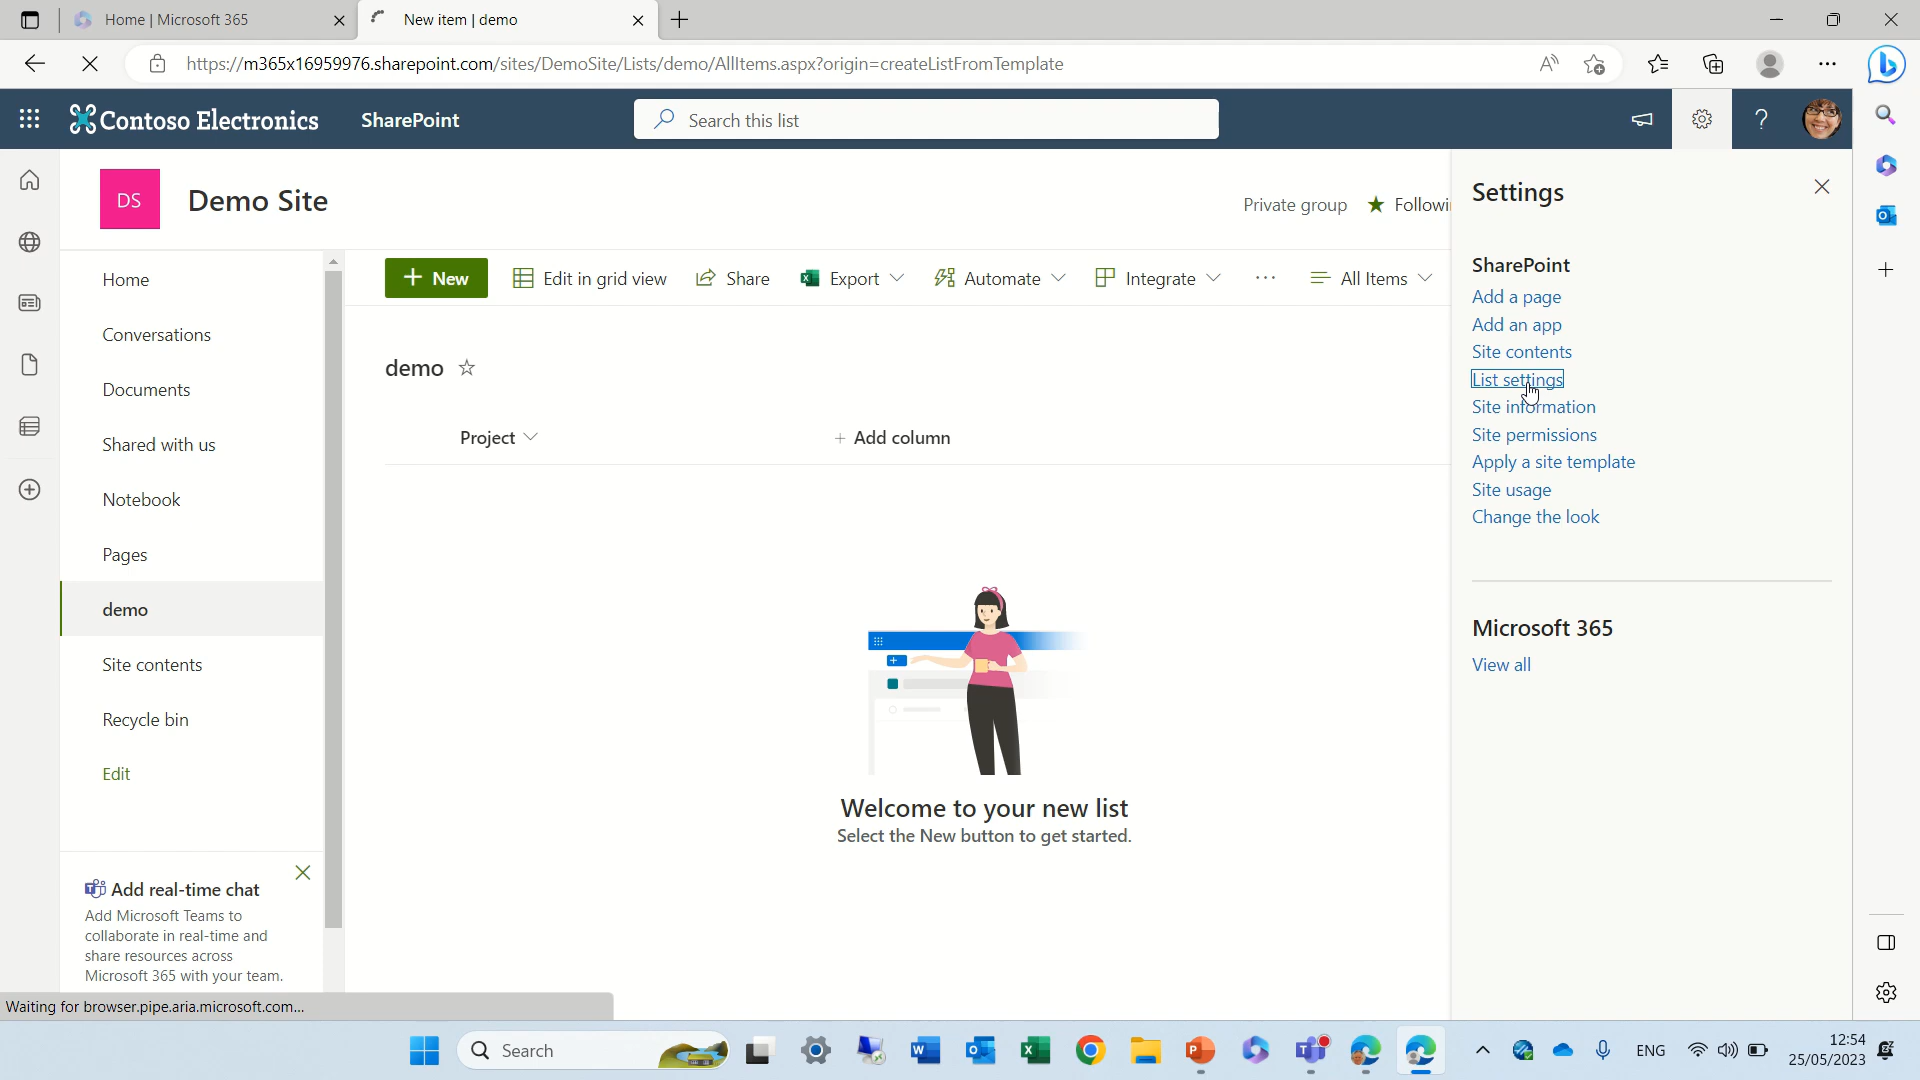 Home | Microsoft 365
New item | demo
https://m365x16959976.sharepoint.com/sites/DemoSite/Lists/demo/AllItems.aspx?origin=createListFromTemplate
Contoso Electronics
SharePoint
Search this list
DS
Demo Site
Private group
Followi
Settings
Home
Conversations
Documents
Shared with us
Notebook
Pages
demo
Site contents
Recycle bin
Edit
Add real-time chat
Add Microsoft Teams to
collaborate in real-time and
share resources across
Microsoft 365 with your team.
+ New
Edit in grid view
Share
Export
Automate
Integrate
All Items
demo
Project
+ Add column
Welcome to your new list
Select the New button to get started.
SharePoint
Add a page
Add an app
Site contents
List settings
Site information
Site permissions
Apply a site template
Site usage
Change the look
Microsoft 365
View all
Waiting for browser.pipe.aria.microsoft.com...
Search
ENG
12:54
25/05/2023